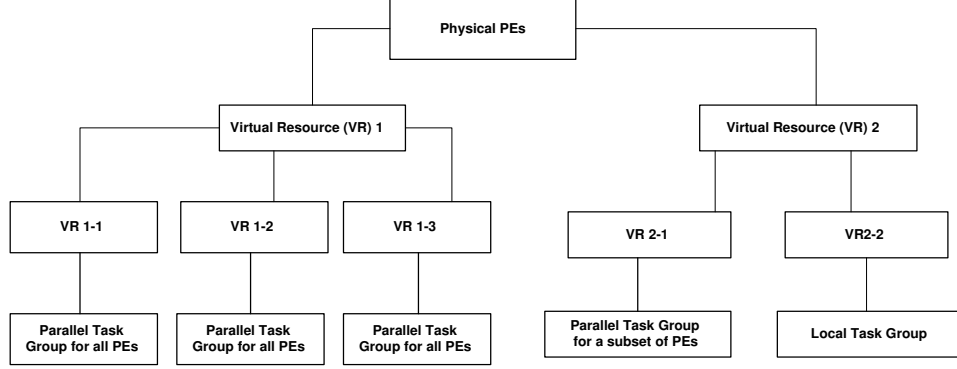 Physical PEs
Virtual Resource (VR) 1
Virtual Resource (VR) 2
VR 1-1
VR 1-2
VR 1-3
VR 2-1
VR2-2
Parallel Task
Group for all PEs
Parallel Task
Group for all PEs
Parallel Task
Group for all PEs
Parallel Task Group
for a subset of PEs
Local Task Group